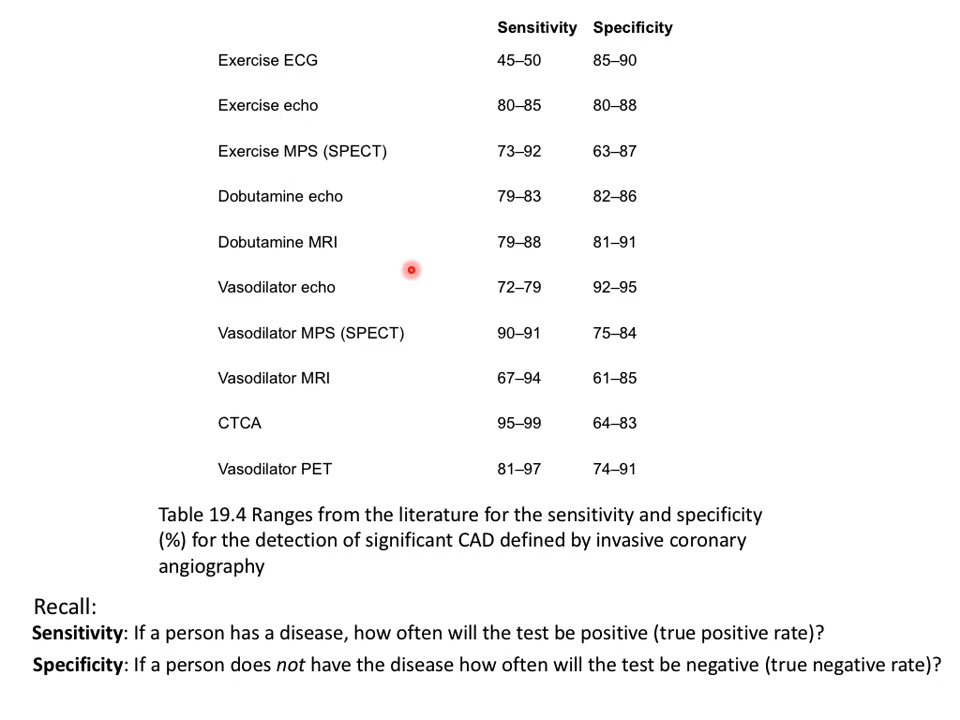 Sensitivity Specificity
Exercise ECG 45–50 85–90
Exercise echo 80–85 80–88
Exercise MPS (SPECT) 73–92 63–87
Dobutamine echo 79–83 82–86
Dobutamine MRI 79–88 81–91
Vasodilator echo 72–79 92–95
Vasodilator MPS (SPECT) 90–91 75–84
Vasodilator MRI 67–94 61–85
CTCA 95–99 64–83
Vasodilator PET 81–97 74–91
Table 19.4 Ranges from the literature for the sensitivity and specificity
(%) for the detection of significant CAD defined by invasive coronary
angiography
Recall:
Sensitivity: If a person has a disease, how often will the test be positive (true positive rate)?
Specificity: If a person does not have the disease how often will the test be negative (true negative rate)?